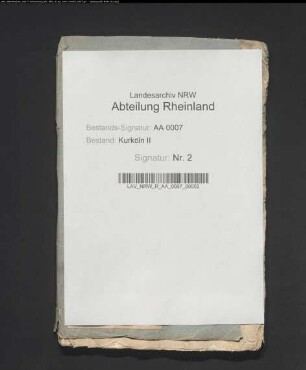 Landesarchiv NRW
Abteilung Rheinland
Bestands-Signatur: AA 0007
Bestand: Kurköln II
Signatur: Nr. 2
LAV_NRW_R_AA_0007_00002